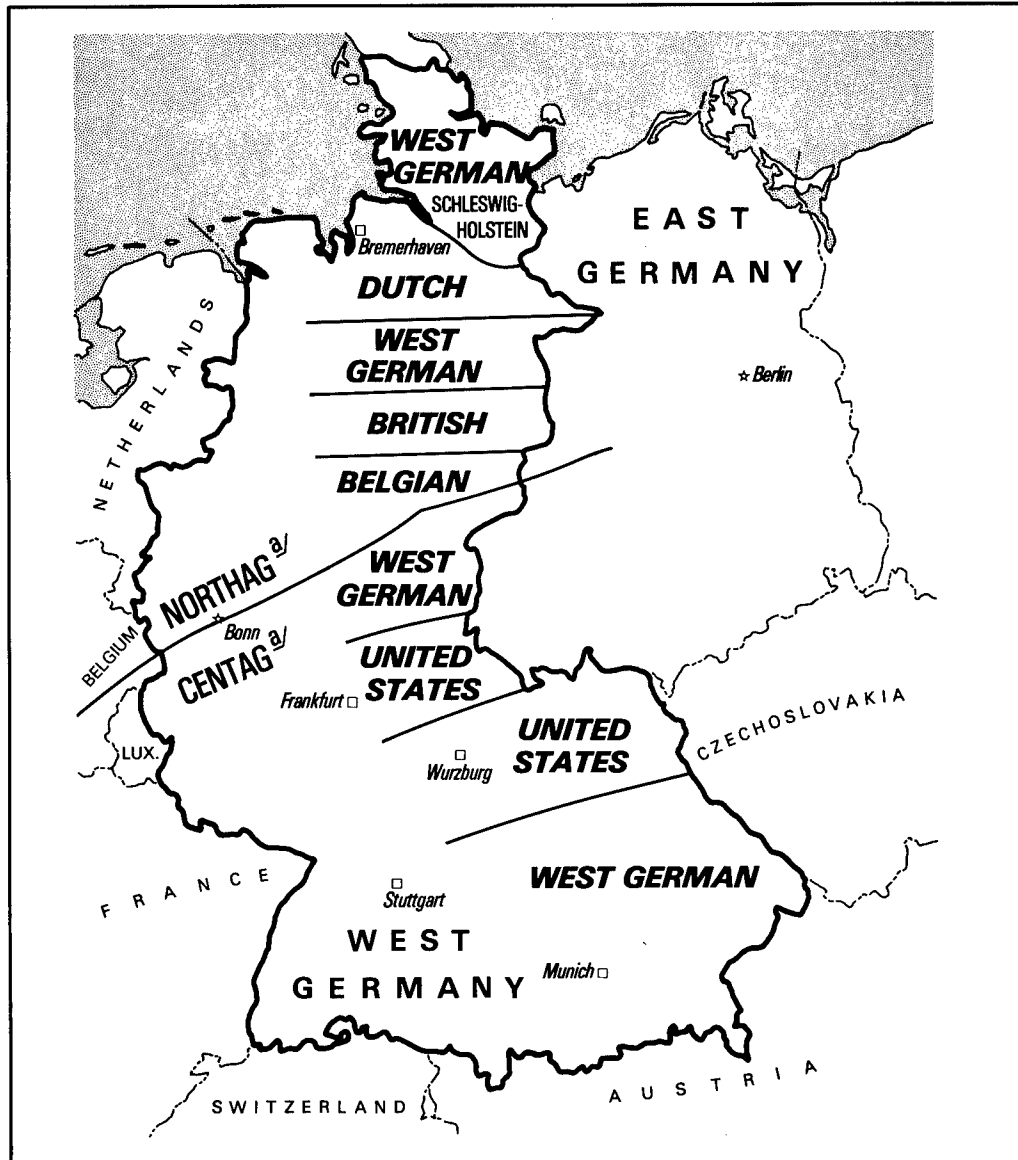 WEST
GERMAN
SCHLESWIG-
HOLSTEIN
EAST
GERMANY
Bremerhaven
DUTCH
NETHERLANDS
WEST
GERMAN
Berlin
BRITISH
BELGIAN
NORTHAG a/
WEST
GERMAN
BELGIUM
Bonn
CENTAG a/
UNITED
STATES
Frankfurt
CZECHOSLOVAKIA
UNITED
STATES
LUX.
Wurzburg
FRANCE
WEST GERMAN
Stuttgart
WEST
GERMANY
Munich
AUSTRIA
SWITZERLAND